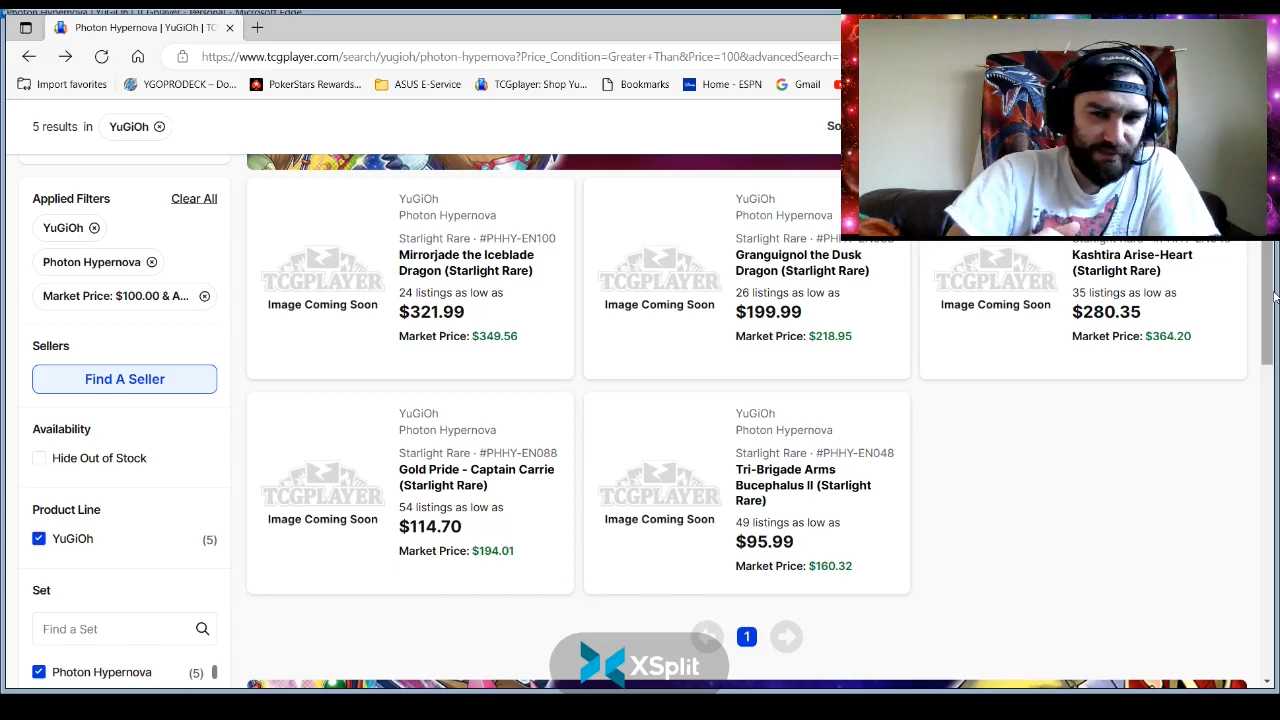 Photon Hypernova | YuGiOh | TCGplayer - Personal - Microsoft Edge
Photon Hypernova | YuGiOh | TC
https://www.tcgplayer.com/search/yugioh/photon-hypernova?Price_Condition=Greater+Than&Price=100&advancedSearch=
Import favorites
YGOPRODECK – Do...
PokerStarsRewards...
ASUS E-Service
TCGplayer: Shop Yu...
Bookmarks
Home - ESPN
Gmail
5 results in YuGiOh
So
Applied Filters
Clear All
YuGiOh
Photon Hypernova
Market Price: $100.00 & A...
Sellers
Find A Seller
Availability
Hide Out of Stock
Product Line
YuGiOh (5)
Set
Find a Set
Photon Hypernova (5)
TCGPLAYER
Image Coming Soon
YuGiOh
Photon Hypernova
Starlight Rare · #PHHY-EN100
Mirrorjade the Iceblade
Dragon (Starlight Rare)
24 listings as low as
$321.99
Market Price: $349.56
TCGPLAYER
Image Coming Soon
YuGiOh
Photon Hypernova
Starlight Rare
Granguignol the Dusk
Dragon (Starlight Rare)
26 listings as low as
$199.99
Market Price: $218.95
TCGPLAYER
Image Coming Soon
Kashtira Arise-Heart
(Starlight Rare)
35 listings as low as
$280.35
Market Price: $364.20
TCGPLAYER
Image Coming Soon
YuGiOh
Photon Hypernova
Starlight Rare · #PHHY-EN088
Gold Pride - Captain Carrie
(Starlight Rare)
54 listings as low as
$114.70
Market Price: $194.01
TCGPLAYER
Image Coming Soon
YuGiOh
Photon Hypernova
Starlight Rare · #PHHY-EN048
Tri-Brigade Arms
Bucephalus II (Starlight
Rare)
49 listings as low as
$95.99
Market Price: $160.32
1
XSplit